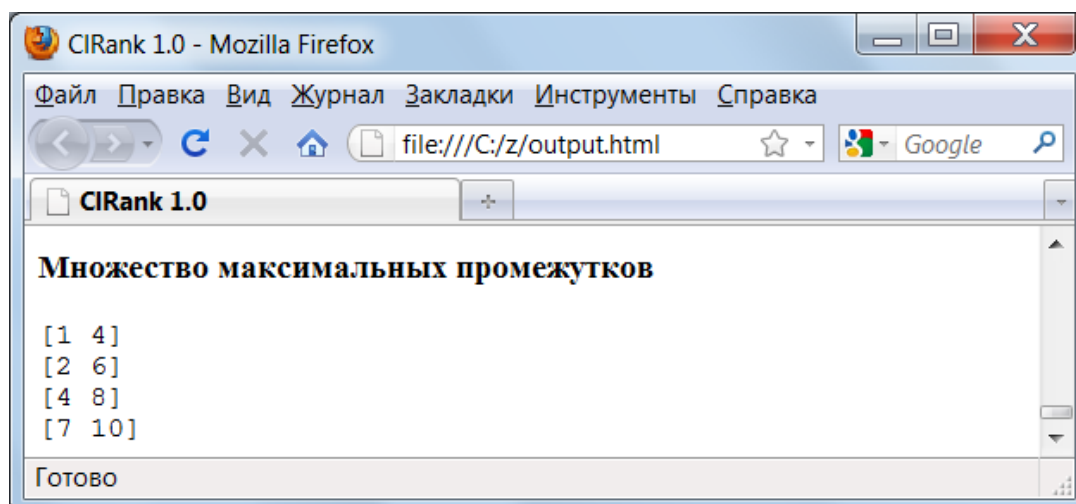 CIRank 1.0 - Mozilla Firefox
Файл Правка Вид Журнал Закладки Инструменты Справка
file:///C:/z/output.html Google
CIRank 1.0
Множество максимальных промежутков
[1 4]
[2 6]
[4 8]
[7 10]
Готово